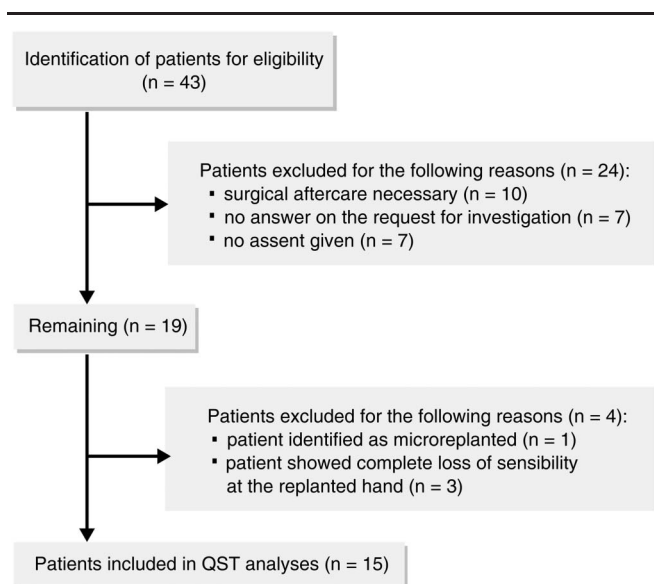 Identification of patients for eligibility
(n = 43)
Patients excluded for the following reasons (n = 24):
▪ surgical aftercare necessary (n = 10)
▪ no answer on the request for investigation (n = 7)
▪ no assent given (n = 7)
Remaining (n = 19)
Patients excluded for the following reasons (n = 4):
▪ patient identified as microreplanted (n = 1)
▪ patient showed complete loss of sensibility
at the replanted hand (n = 3)
Patients included in QST analyses (n = 15)